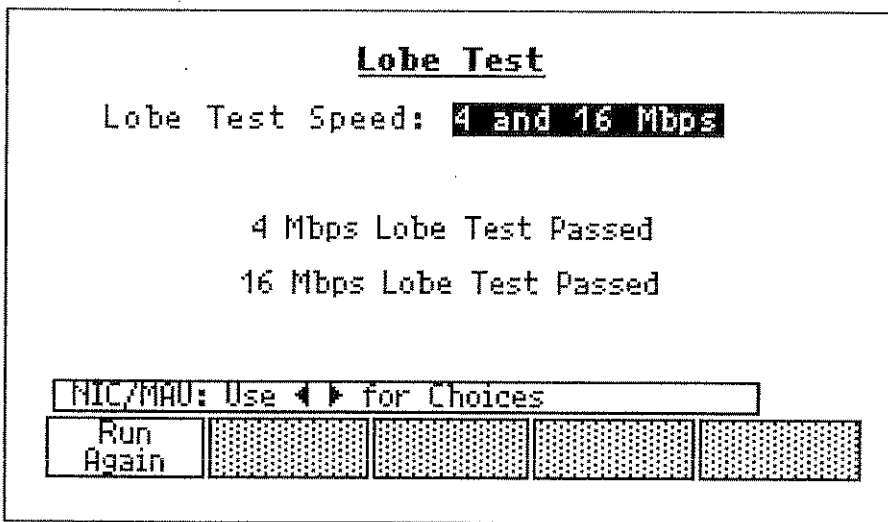 Lobe Test
Lobe Test Speed: 4 and 16 Mbps
4 Mbps Lobe Test Passed
16 Mbps Lobe Test Passed
NIC/MAU: Use ◀ ▶ for Choices
Run
Again